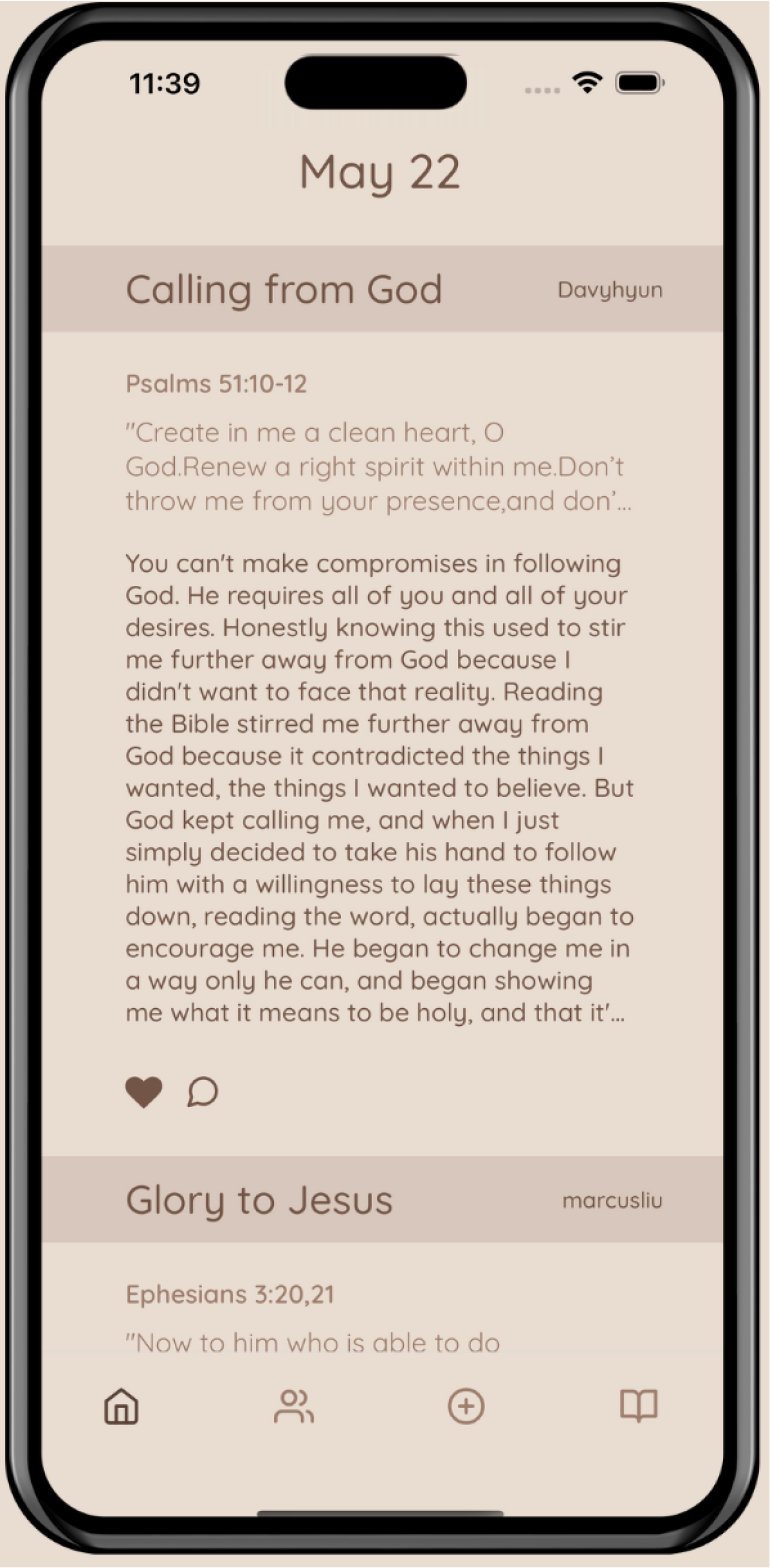 11:39
May 22
Calling from God
Davyhyun
Psalms 51:10-12
"Create in me a clean heart, O
God.Renew a right spirit within me.Don’t
throw me from your presence,and don’...
You can't make compromises in following
God. He requires all of you and all of your
desires. Honestly knowing this used to stir
me further away from God because I
didn't want to face that reality. Reading
the Bible stirred me further away from
God because it contradicted the things I
wanted, the things I wanted to believe. But
God kept calling me, and when I just
simply decided to take his hand to follow
him with a willingness to lay these things
down, reading the word, actually began to
encourage me. He began to change me in
a way only he can, and began showing
me what it means to be holy, and that it'...
Glory to Jesus
marcusliu
Ephesians 3:20,21
"Now to him who is able to do